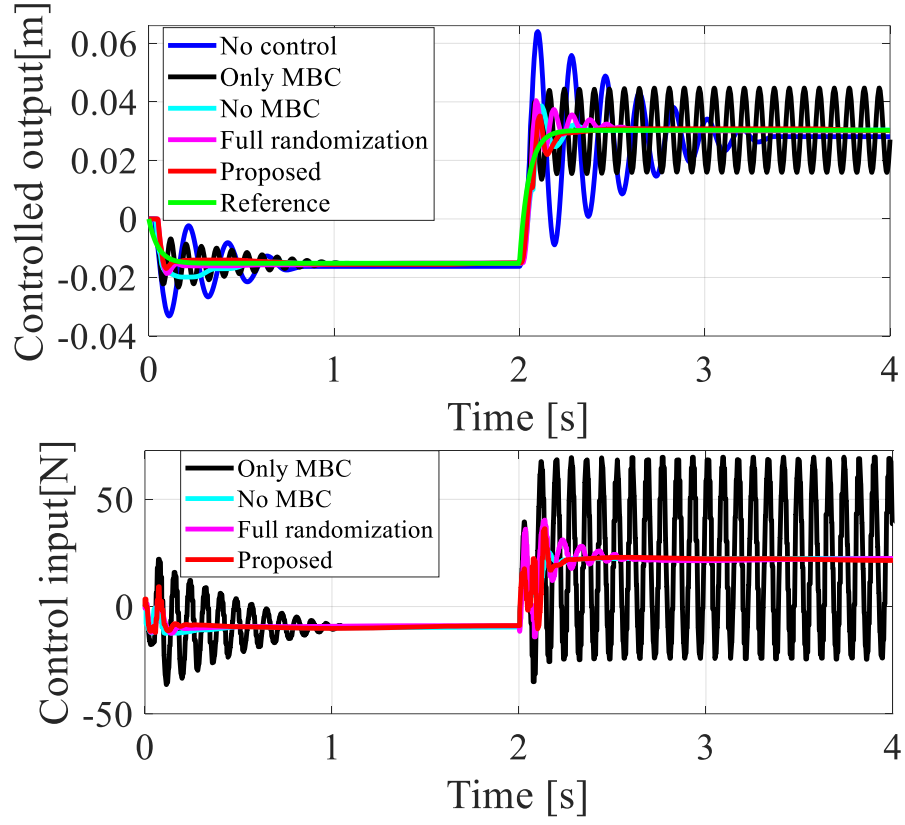 Controlled output[m]
0.06
0.04
0.02
0
-0.02
-0.04
No control
Only MBC
No MBC
Full randomization
Proposed
Reference
0
1
2
3
4
Time [s]
Control input[N]
50
0
-50
Only MBC
No MBC
Full randomization
Proposed
0
1
2
3
4
Time [s]